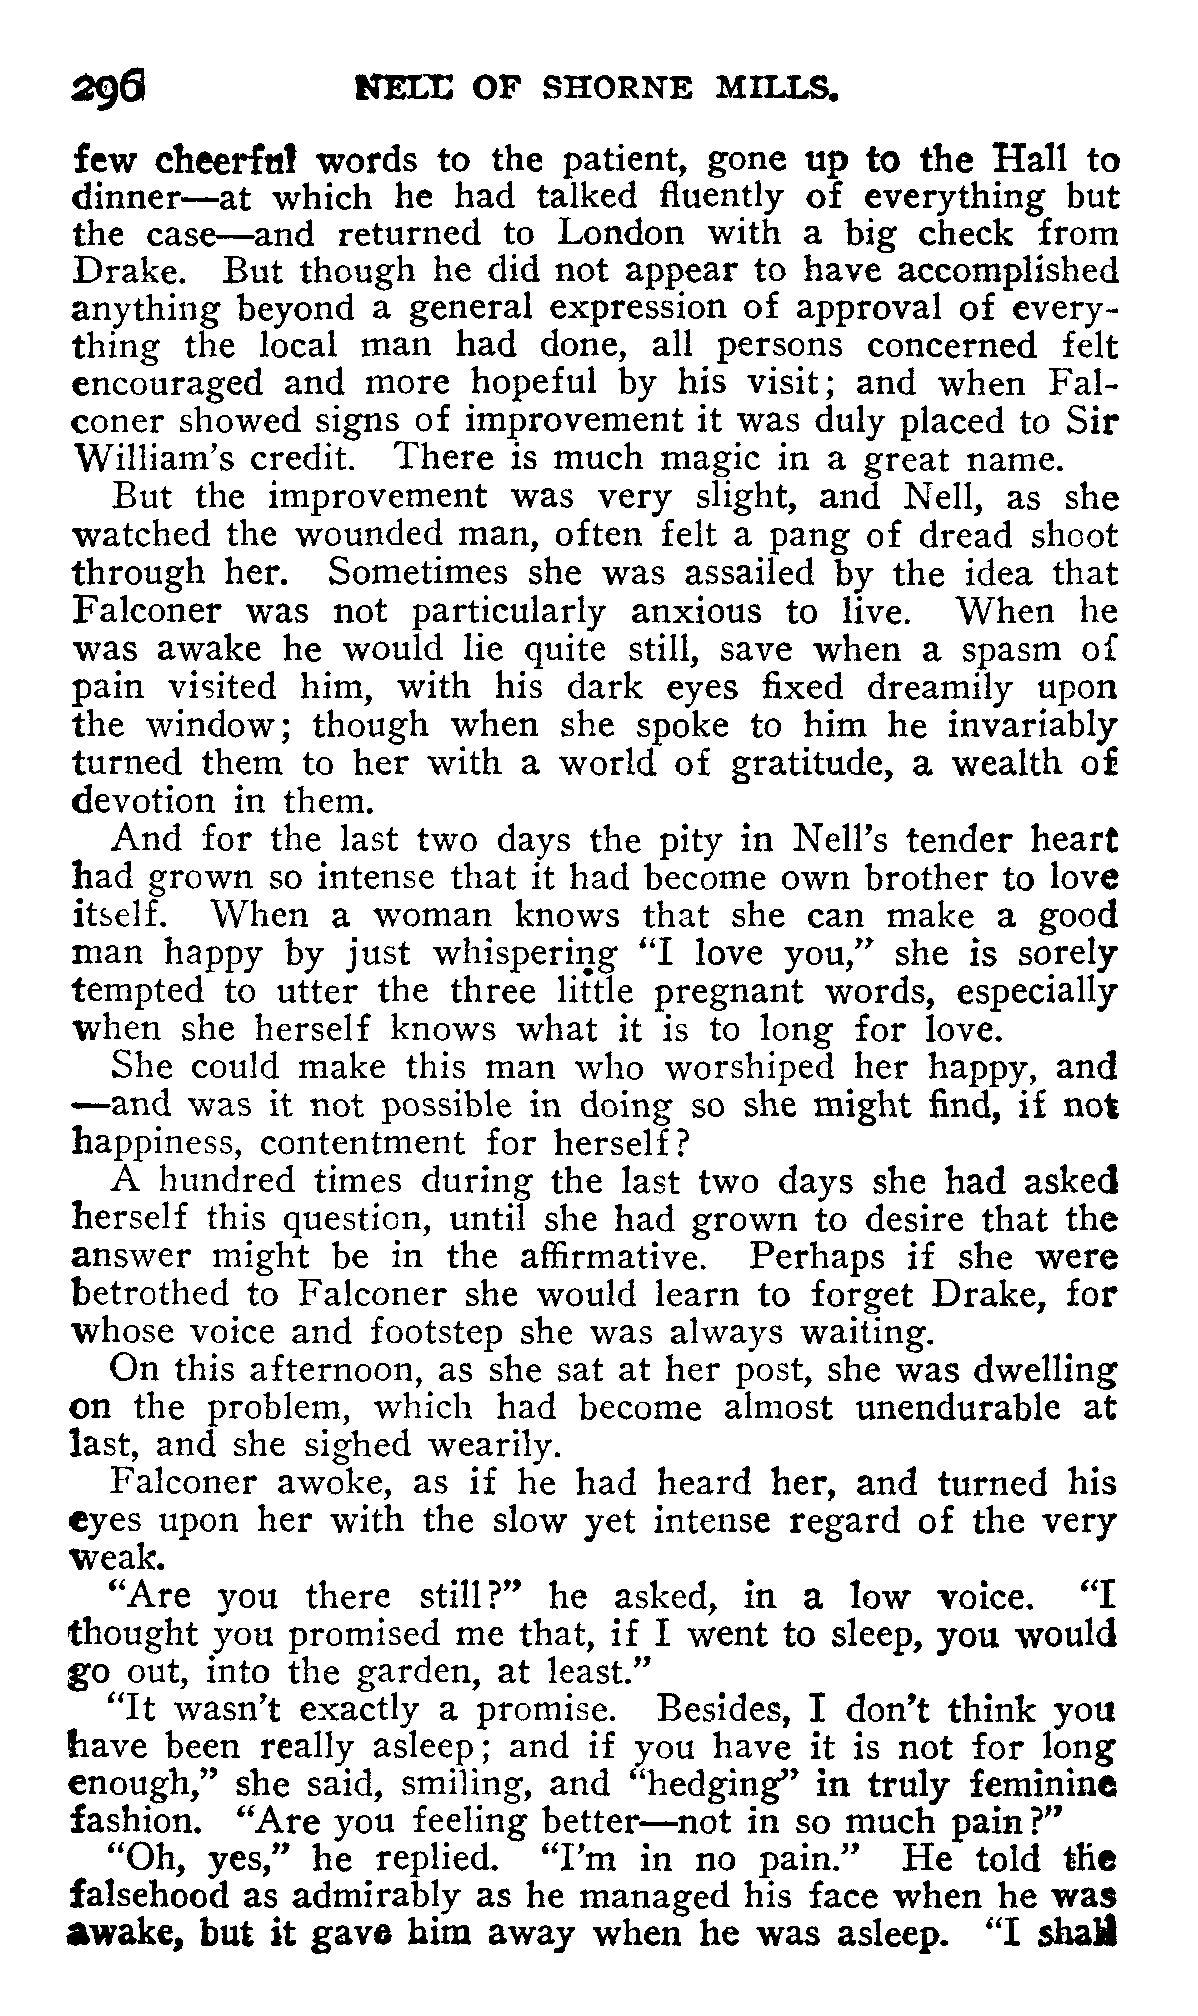 296 NELL OF SHORNE MILLS.
few cheerful words to the patient, gone up to the Hall to
dinner—at which he had talked fluently of everything but
the case—and returned to London with a big check from
Drake. But though he did not appear to have accomplished
anything beyond a general expression of approval of every-
thing the local man had done, all persons concerned felt
encouraged and more hopeful by his visit; and when Fal-
coner showed signs of improvement it was duly placed to Sir
William's credit. There is much magic in a great name.
But the improvement was very slight, and Nell, as she
watched the wounded man, often felt a pang of dread shoot
through her. Sometimes she was assailed by the idea that
Falconer was not particularly anxious to live. When he
was awake he would lie quite still, save when a spasm of
pain visited him, with his dark eyes fixed dreamily upon
the window; though when she spoke to him he invariably
turned them to her with a world of gratitude, a wealth of
devotion in them.
And for the last two days the pity in Nell's tender heart
had grown so intense that it had become own brother to love
itself. When a woman knows that she can make a good
man happy by just whispering "I love you," she is sorely
tempted to utter the three little pregnant words, especially
when she herself knows what it is to long for love.
She could make this man who worshiped her happy, and
—and was it not possible in doing so she might find, if not
happiness, contentment for herself?
A hundred times during the last two days she had asked
herself this question, until she had grown to desire that the
answer might be in the affirmative. Perhaps if she were
betrothed to Falconer she would learn to forget Drake, for
whose voice and footstep she was always waiting.
On this afternoon, as she sat at her post, she was dwelling
on the problem, which had become almost unendurable at
last, and she sighed wearily.
Falconer awoke, as if he had heard her, and turned his
eyes upon her with the slow yet intense regard of the very
weak.
"Are you there still?" he asked, in a low voice. "I
thought you promised me that, if I went to sleep, you would
go out, into the garden, at least."
"It wasn't exactly a promise. Besides, I don't think you
have been really asleep; and if you have it is not for long
enough," she said, smiling, and "hedging" in truly feminine
fashion. "Are you feeling better—not in so much pain?"
"Oh, yes," he replied. "I'm in no pain." He told the
falsehood as admirably as he managed his face when he was
awake, but it gave him away when he was asleep. "I shall